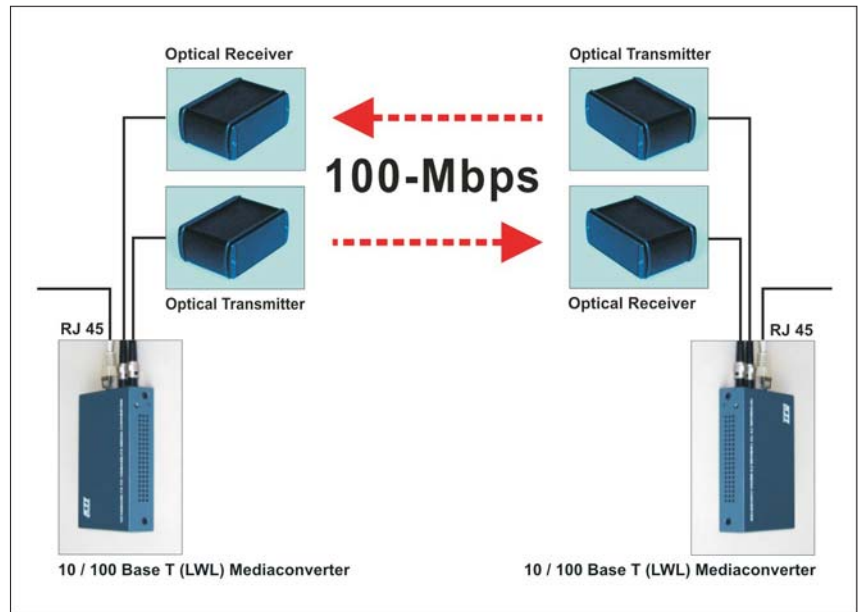 Optical Receiver
Optical Transmitter
100-Mbps
Optical Transmitter
Optical Receiver
RJ 45
RJ 45
10 / 100 Base T (LWL) Mediaconverter
10 / 100 Base T (LWL) Mediaconverter